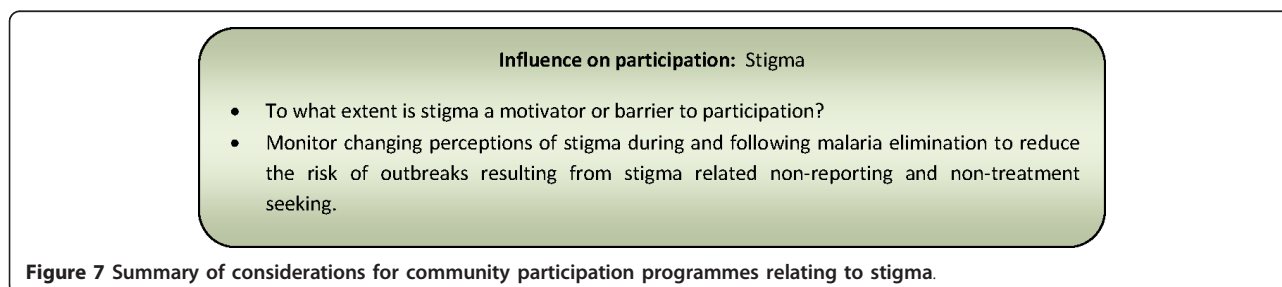 Influence on participation: Stigma
• To what extent is stigma a motivator or barrier to participation?
• Monitor changing perceptions of stigma during and following malaria elimination to reduce
the risk of outbreaks resulting from stigma related non-reporting and non-treatment
seeking.
Figure 7 Summary of considerations for community participation programmes relating to stigma.